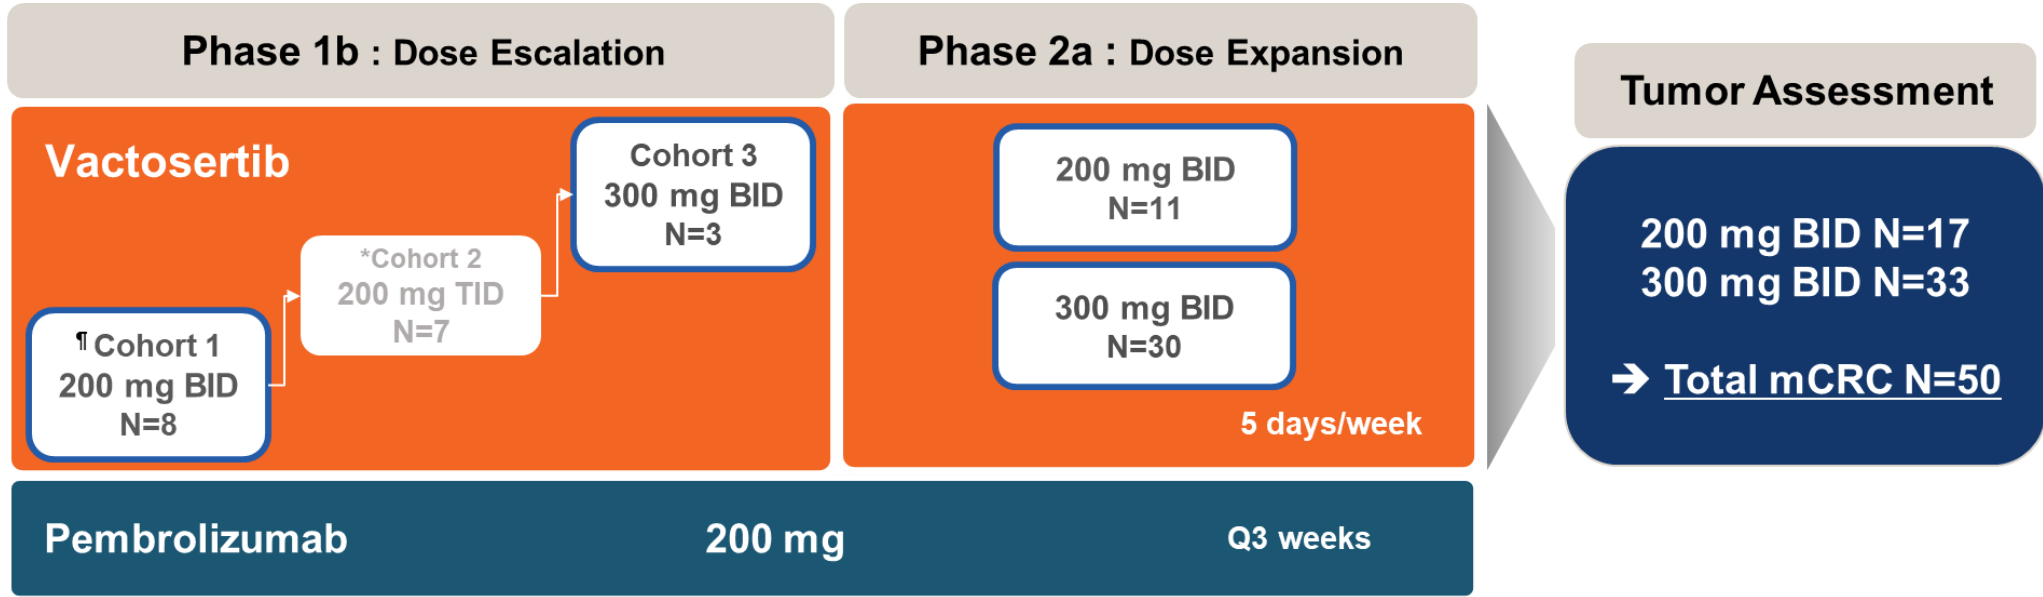 Phase 1b : Dose Escalation
Phase 2a : Dose Expansion
Tumor Assessment
Vactosertib
¶ Cohort 1
200 mg BID
N=8
*Cohort 2
200 mg TID
N=7
Cohort 3
300 mg BID
N=3
200 mg BID
N=11
300 mg BID
N=30
5 days/week
200 mg BID N=17
300 mg BID N=33
➔ Total mCRC N=50
Pembrolizumab 200 mg Q3 weeks